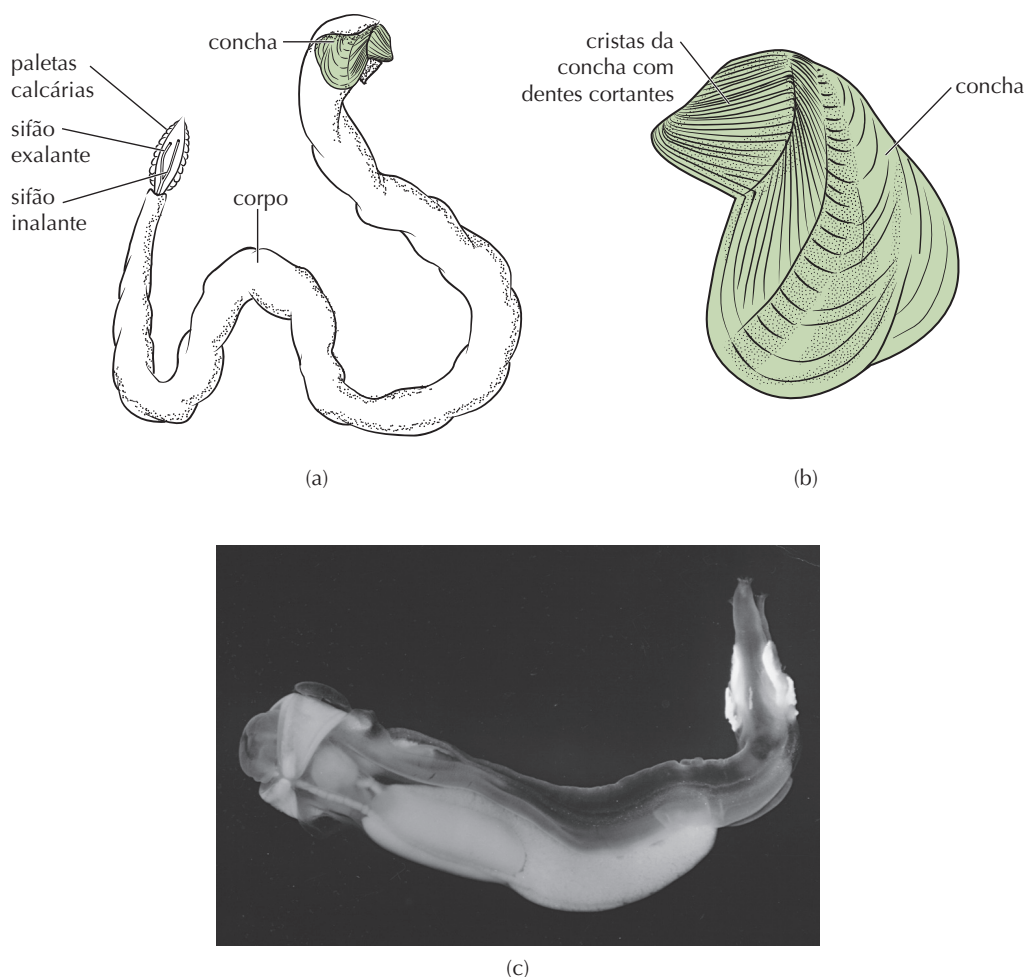 concha
paletas
calcárias
sifão
exalante
sifão
inalante
corpo
(a)
cristas da
concha com
dentes cortantes
concha
(b)
(c)